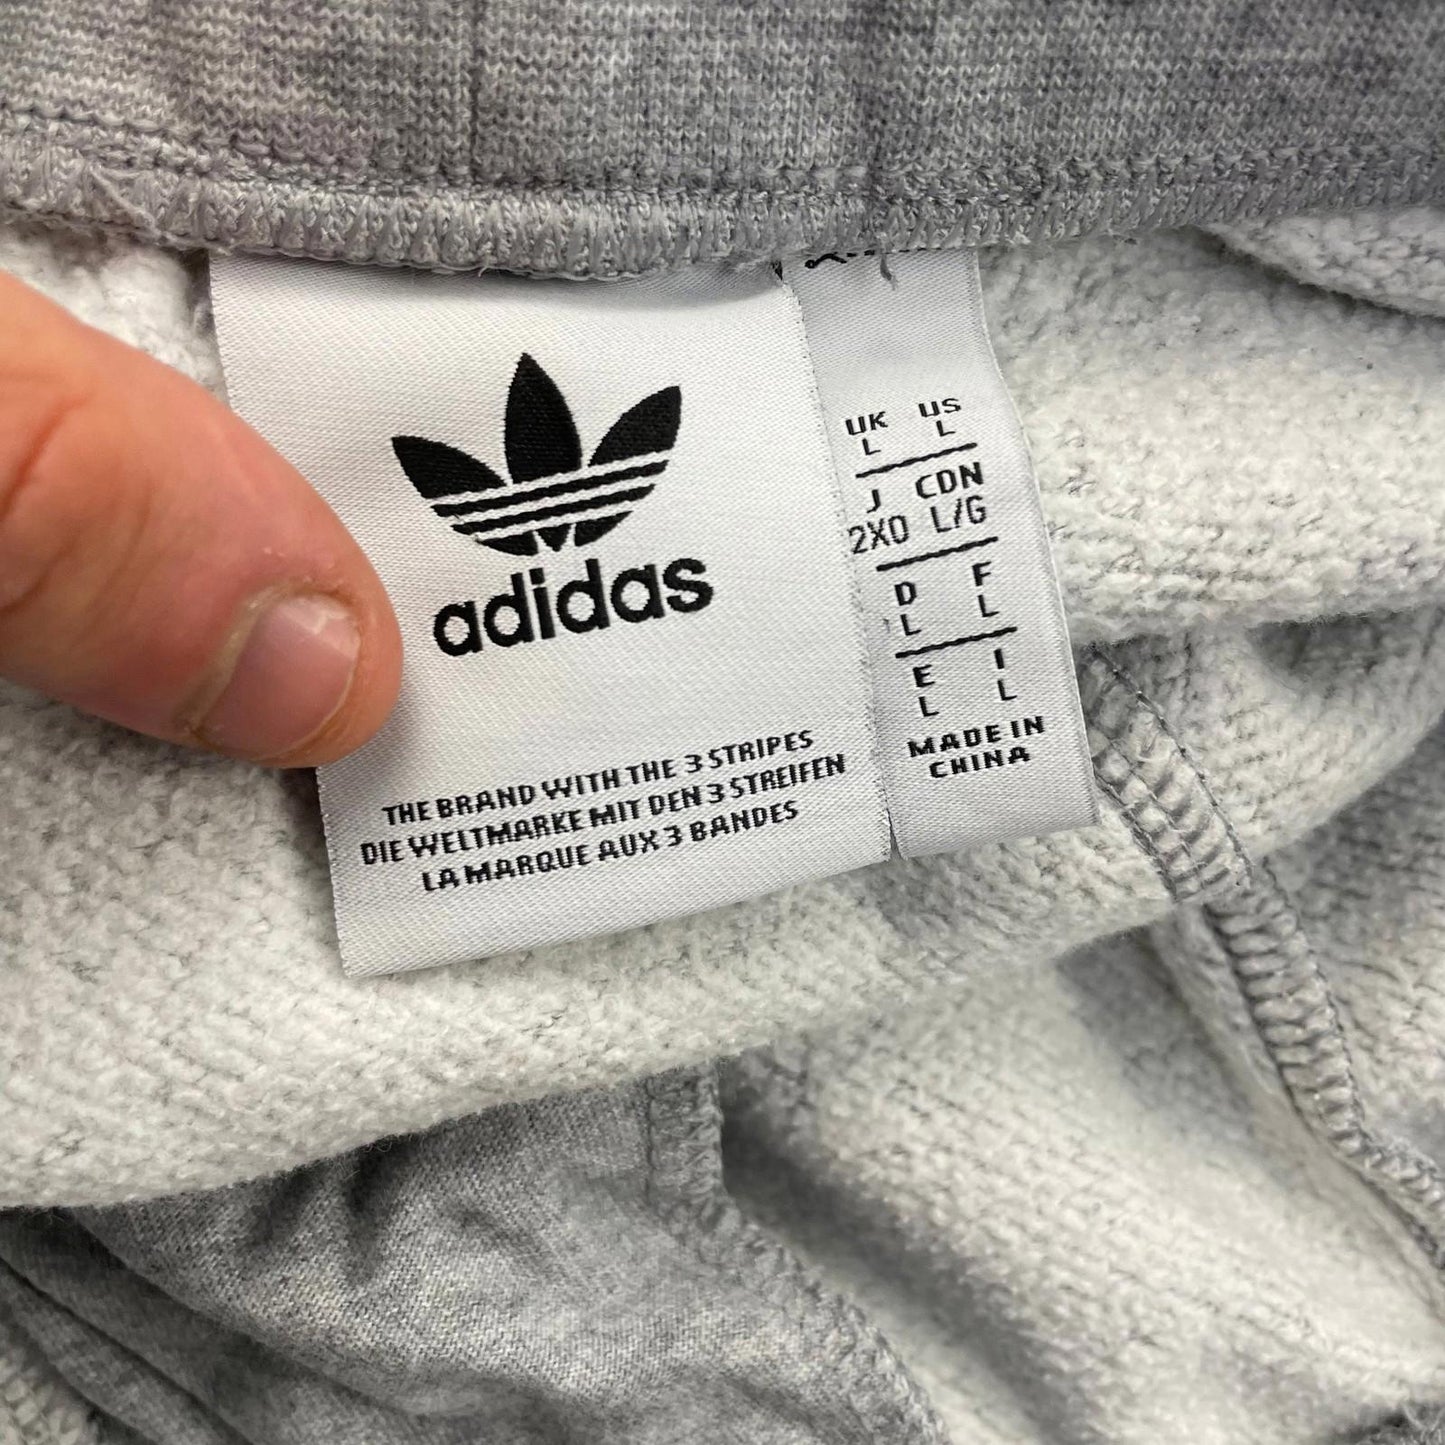 adidas
THE BRAND WITH THE 3 STRIPES
DIE WELTMARKE MIT DEN 3 STREIFEN
LA MARQUE AUX 3 BANDES
UK US
L L
J CDN
2XO L/G
D F
L L
E I
L L
MADE IN
CHINA